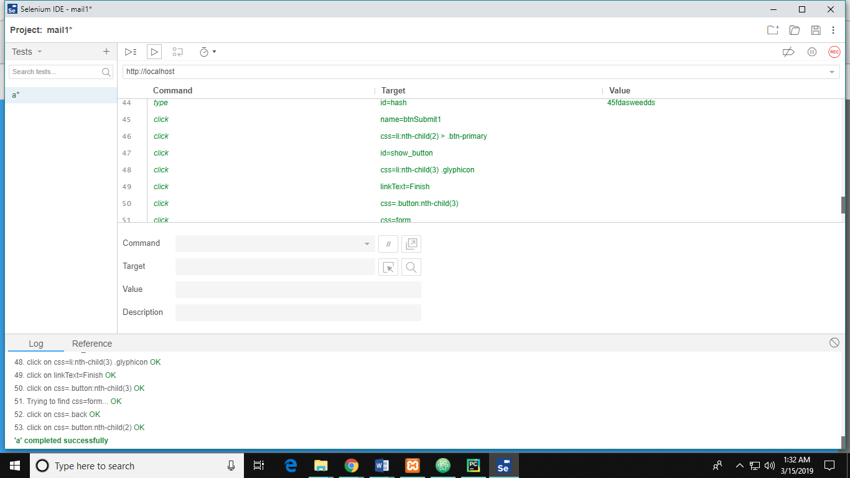 Selenium IDE - mail1*
Project: mail1*
Tests
http://localhost
Search tests...
a*
Command Target Value
44 type id=hash 45fdasweedds
45 click name=btnSubmit1
46 click css=li:nth-child(2) > .btn-primary
47 click id=show_button
48 click css=li:nth-child(3) .glyphicon
49 click linkText=Finish
50 click css=.button:nth-child(3)
51 click css=form
Command
//
Target
Value
Description
Log Reference
48. click on css=li:nth-child(3) .glyphicon OK
49. click on linkText=Finish OK
50. click on css=.button:nth-child(3) OK
51. Trying to find css=form... OK
52. click on css=.back OK
53. click on css=.button:nth-child(2) OK
'a' completed successfully
Type here to search
1:32 AM
3/15/2019